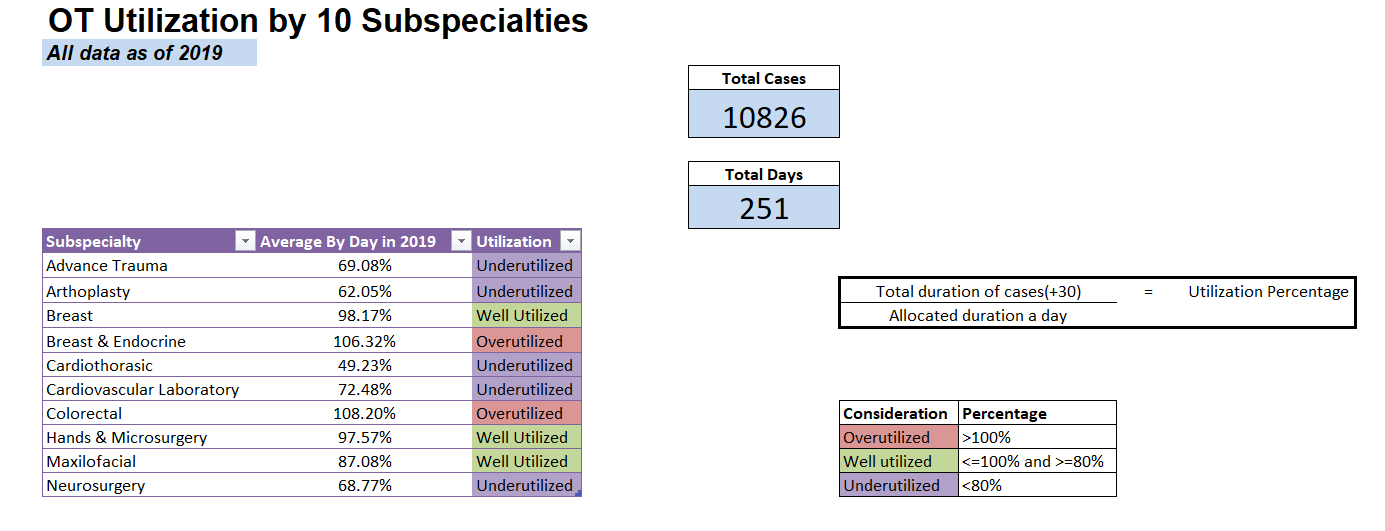 OT Utilization by 10 Subspecialties
All data as of 2019
Total Cases
10826
Total Days
251
Subspecialty Average By Day in 2019 Utilization
Advance Trauma 69.08% Underutilized
Arthoplasty 62.05% Underutilized
Breast 98.17% Well Utilized
Breast & Endocrine 106.32% Overutilized
Cardiothorasic 49.23% Underutilized
Cardiovascular Laboratory 72.48% Underutilized
Colorectal 108.20% Overutilized
Hands & Microsurgery 97.57% Well Utilized
Maxilofacial 87.08% Well Utilized
Neurosurgery 68.77% Underutilized
Total duration of cases(+30) = Utilization Percentage
Allocated duration a day
Consideration Percentage
Overutilized >100%
Well utilized <=100% and >=80%
Underutilized <80%